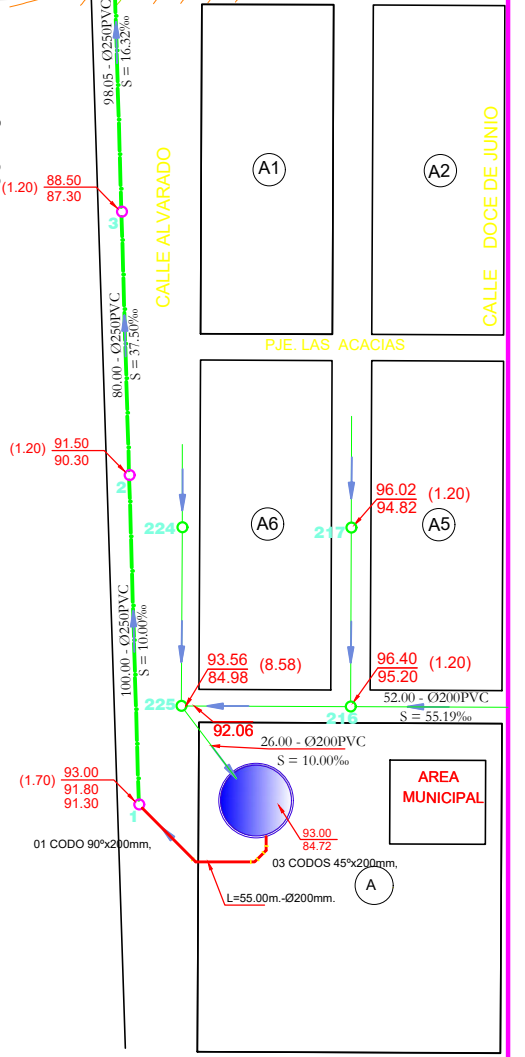 98.05 - Ø250PVC
S = 16.32‰
A1
A2
CALLE ALVARADO
CALLE DOCE DE JUNIO
(1.20) 88.50
87.30
3
80.00 - Ø250PVC
S = 37.50‰
PJE. LAS ACACIAS
(1.20) 91.50
90.30
2
224
A6
217
96.02 (1.20)
94.82
A5
100.00 - Ø250PVC
S = 10.00‰
93.56 (8.58)
84.98
96.40 (1.20)
95.20
225
92.06
216
52.00 - Ø200PVC
S = 55.19‰
26.00 - Ø200PVC
S = 10.00‰
AREA
MUNICIPAL
(1.70) 93.00
91.80
91.30
1
93.00
84.72
01 CODO 90°x200mm,
03 CODOS 45°x200mm,
A
L=55.00m.-Ø200mm.